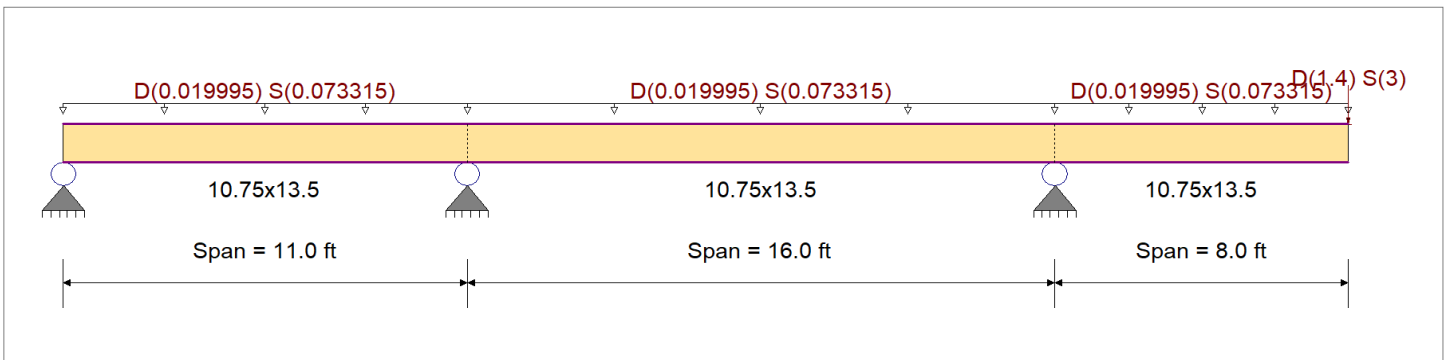 D(1.4) S(3)
D(0.019995) S(0.073315)
D(0.019995) S(0.073315)
D(0.019995) S(0.073315)
10.75x13.5
10.75x13.5
10.75x13.5
Span = 11.0 ft
Span = 16.0 ft
Span = 8.0 ft